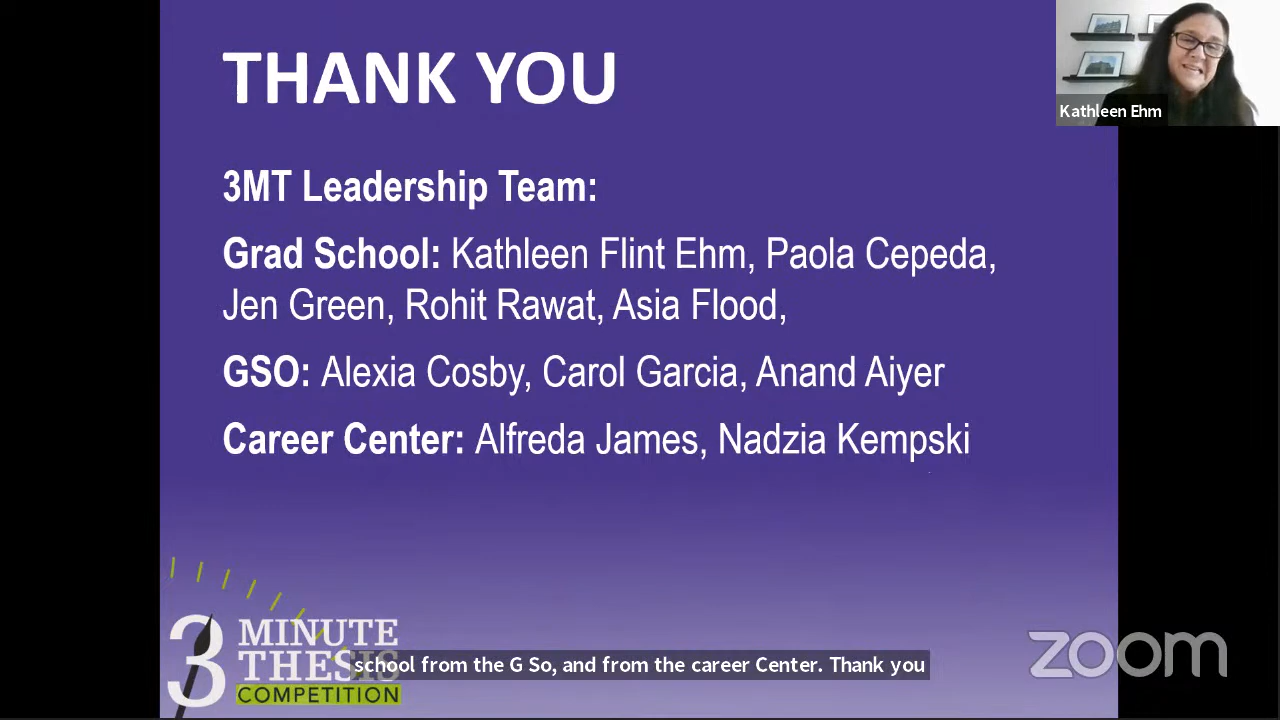 THANK YOU
Kathleen Ehm
3MT Leadership Team:
Grad School: Kathleen Flint Ehm, Paola Cepeda,
Jen Green, Rohit Rawat, Asia Flood,
GSO: Alexia Cosby, Carol Garcia, Anand Aiyer
Career Center: Alfreda James, Nadzia Kempski
3 MINUTE
THESIS
COMPETITION
school from the G So, and from the career Center. Thank you
zoom